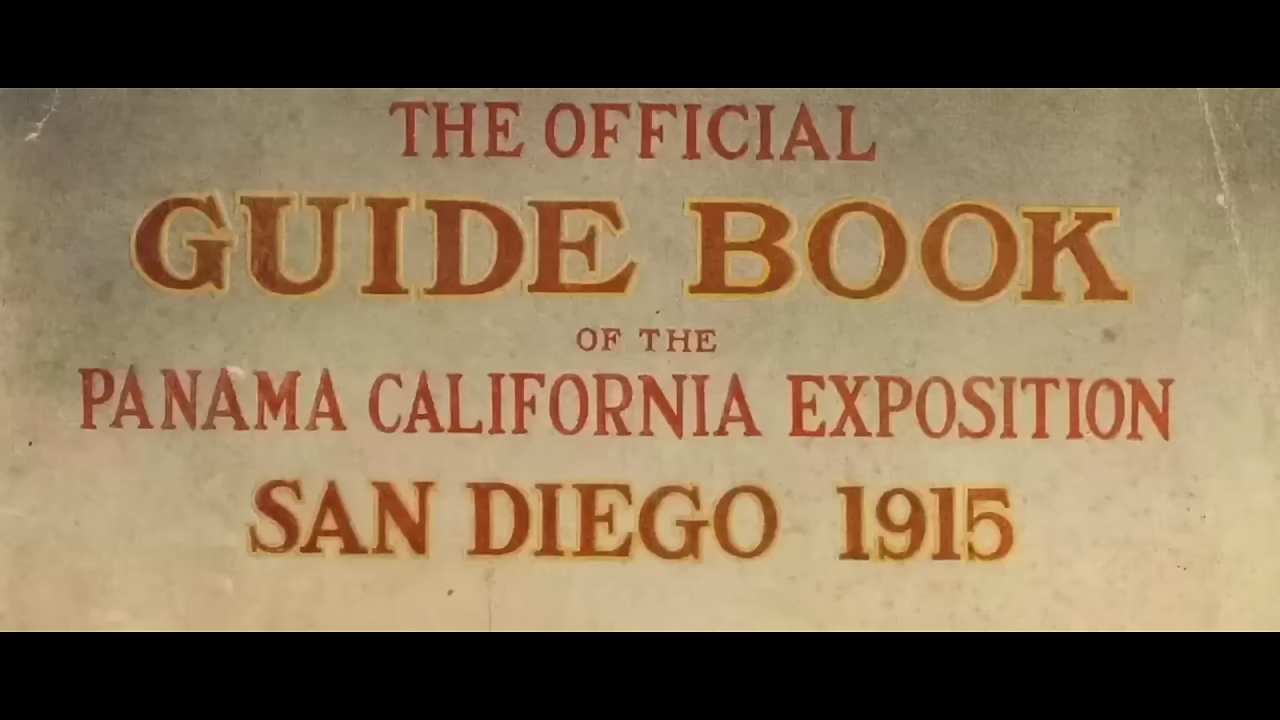 THE OFFICIAL
GUIDE BOOK
OF THE
PANAMA CALIFORNIA EXPOSITION
SAN DIEGO 1915